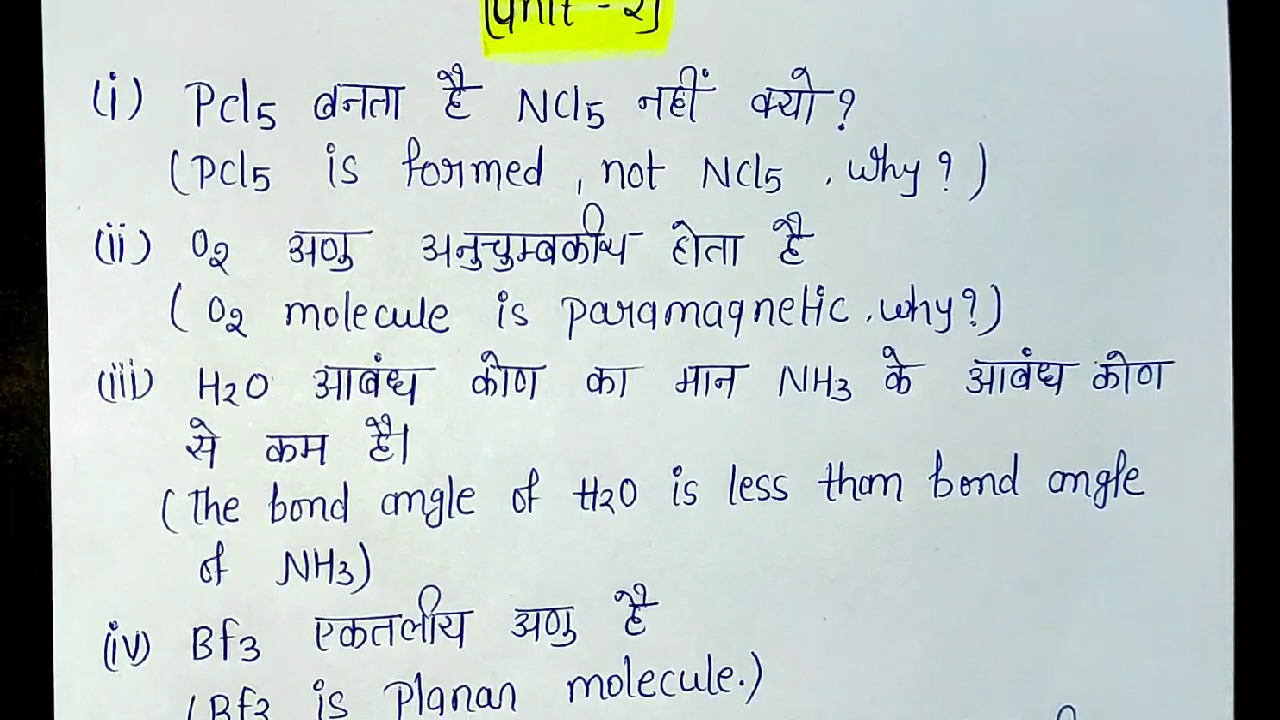 (Unit - 2)
(i) Pcl5 बनता है NCl5 नहीं क्यो?
(Pcl5 is formed, not NCl5. Why?)
(ii) O2 अणु अनुचुम्बकीय होता है
(O2 molecule is paramagnetic. why?)
(iii) H2O आबंध कोण का मान NH3 के आबंध कोण
से कम है।
(The bond angle of H2O is less than bond angle
of NH3)
(iv) Bf3 एकतलीय अणु है
(Bf3 is Planar molecule.)